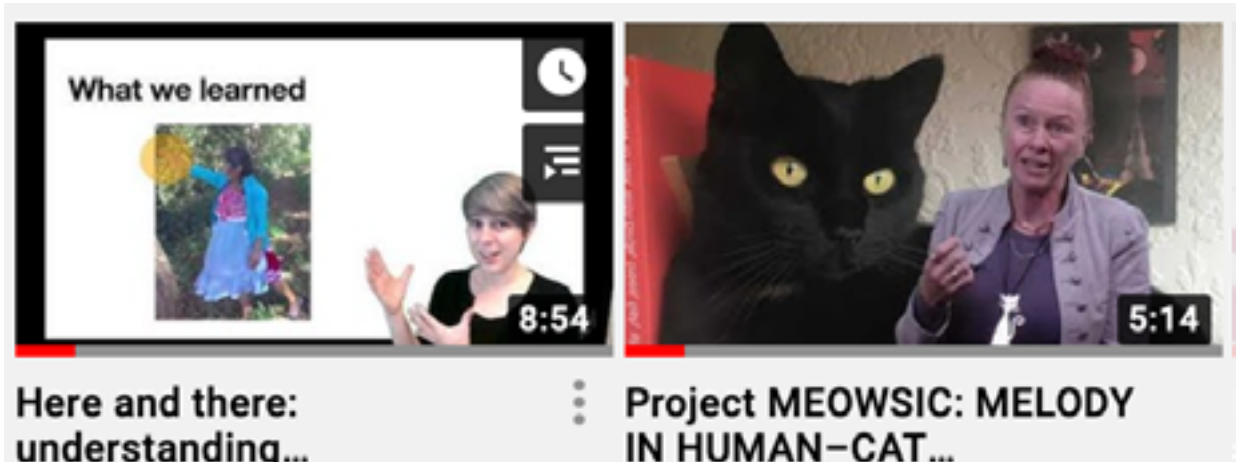 What we learned
8:54
5:14
Here and there:
understanding...
Project MEOWSIC: MELODY
IN HUMAN–CAT...